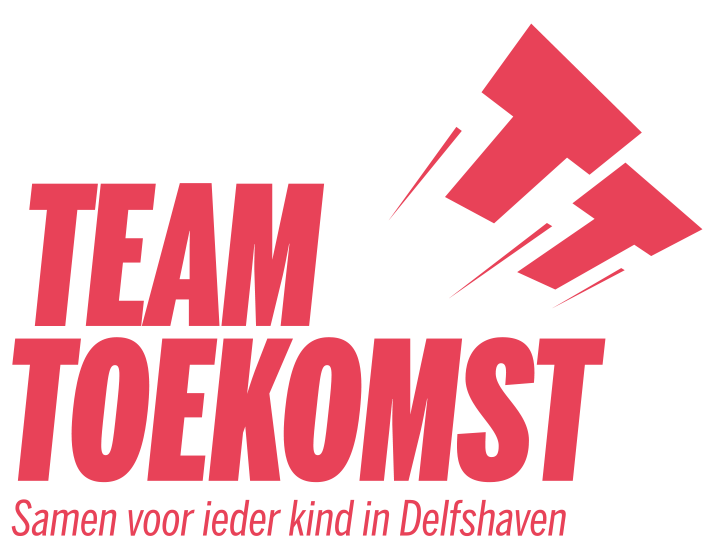 TEAM
TOEKOMST
Samen voor ieder kind in Delfshaven